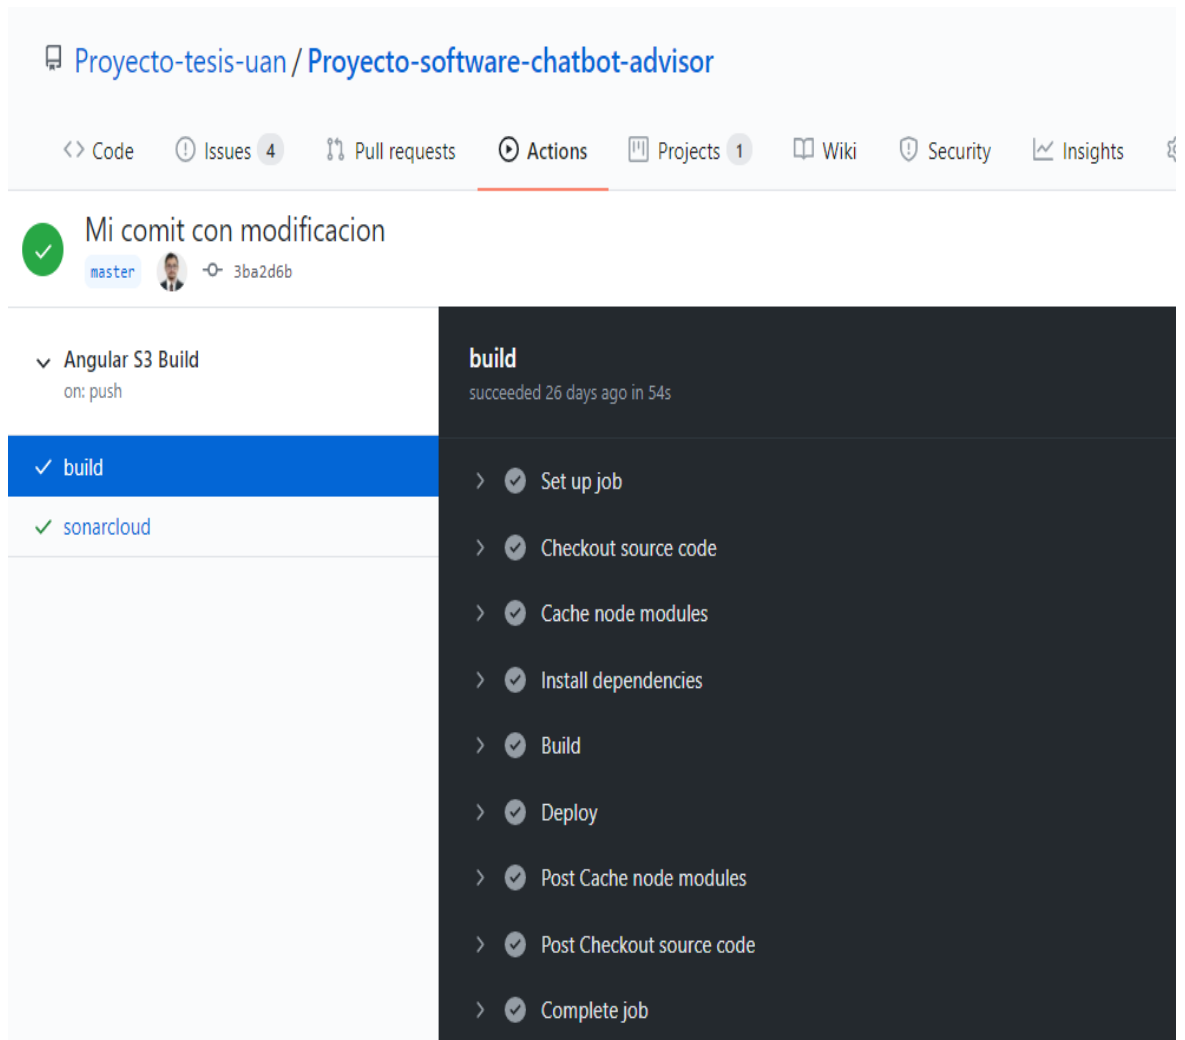 Proyecto-tesis-uan / Proyecto-software-chatbot-advisor
<> Code Issues 4 Pull requests Actions Projects 1 Wiki Security Insights
Mi comit con modificacion
master 3ba2d6b
Angular S3 Build
on: push
build
sonarcloud
build
succeeded 26 days ago in 54s
Set up job
Checkout source code
Cache node modules
Install dependencies
Build
Deploy
Post Cache node modules
Post Checkout source code
Complete job